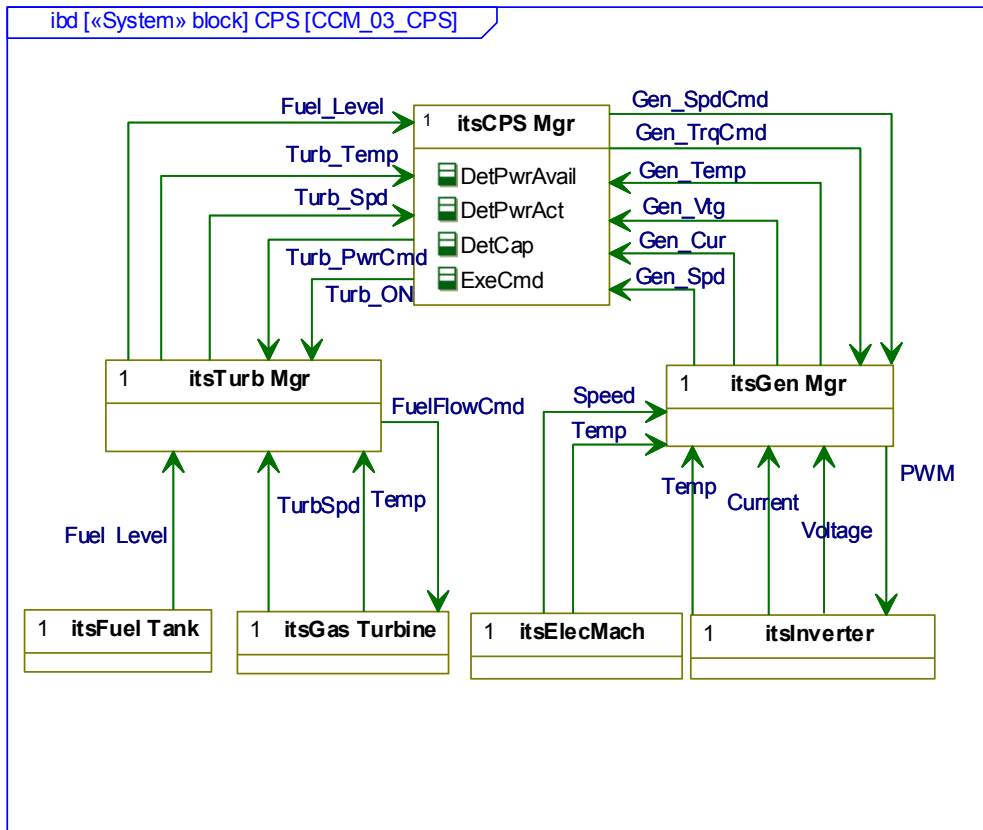 ibd [«System» block] CPS [CCM_03_CPS]
Fuel_Level
Turb_Temp
Turb_Spd
Turb_PwrCmd
Turb_ON
1 itsCPS Mgr
DetPwrAvail
DetPwrAct
DetCap
ExeCmd
Gen_SpdCmd
Gen_TrqCmd
Gen_Temp
Gen_Vtg
Gen_Cur
Gen_Spd
1 itsTurb Mgr
FuelFlowCmd
1 itsGen Mgr
Speed
Temp
Fuel Level
TurbSpd
Temp
Temp
Current
Voltage
PWM
1 itsFuel Tank
1 itsGas Turbine
1 itsElecMach
1 itsInverter